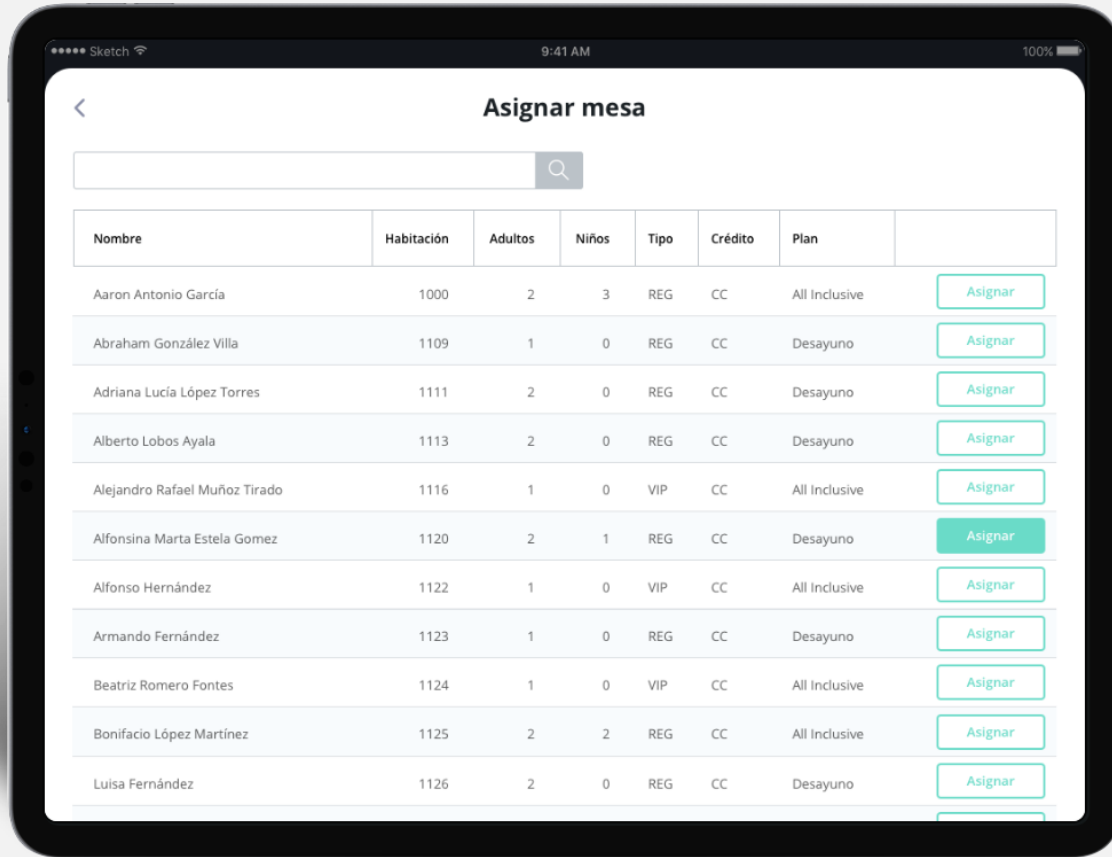 Sketch 9:41 AM 100%
Asignar mesa
Nombre Habitación Adultos Niños Tipo Crédito Plan
Aaron Antonio García 1000 2 3 REG CC All Inclusive Asignar
Abraham González Villa 1109 1 0 REG CC Desayuno Asignar
Adriana Lucía López Torres 1111 2 0 REG CC Desayuno Asignar
Alberto Lobos Ayala 1113 2 0 REG CC Desayuno Asignar
Alejandro Rafael Muñoz Tirado 1116 1 0 VIP CC All Inclusive Asignar
Alfonsina Marta Estela Gomez 1120 2 1 REG CC Desayuno Asignar
Alfonso Hernández 1122 1 0 VIP CC All Inclusive Asignar
Armando Fernández 1123 1 0 REG CC Desayuno Asignar
Beatriz Romero Fontes 1124 1 0 VIP CC All Inclusive Asignar
Bonifacio López Martínez 1125 2 2 REG CC All Inclusive Asignar
Luisa Fernández 1126 2 0 REG CC Desayuno Asignar